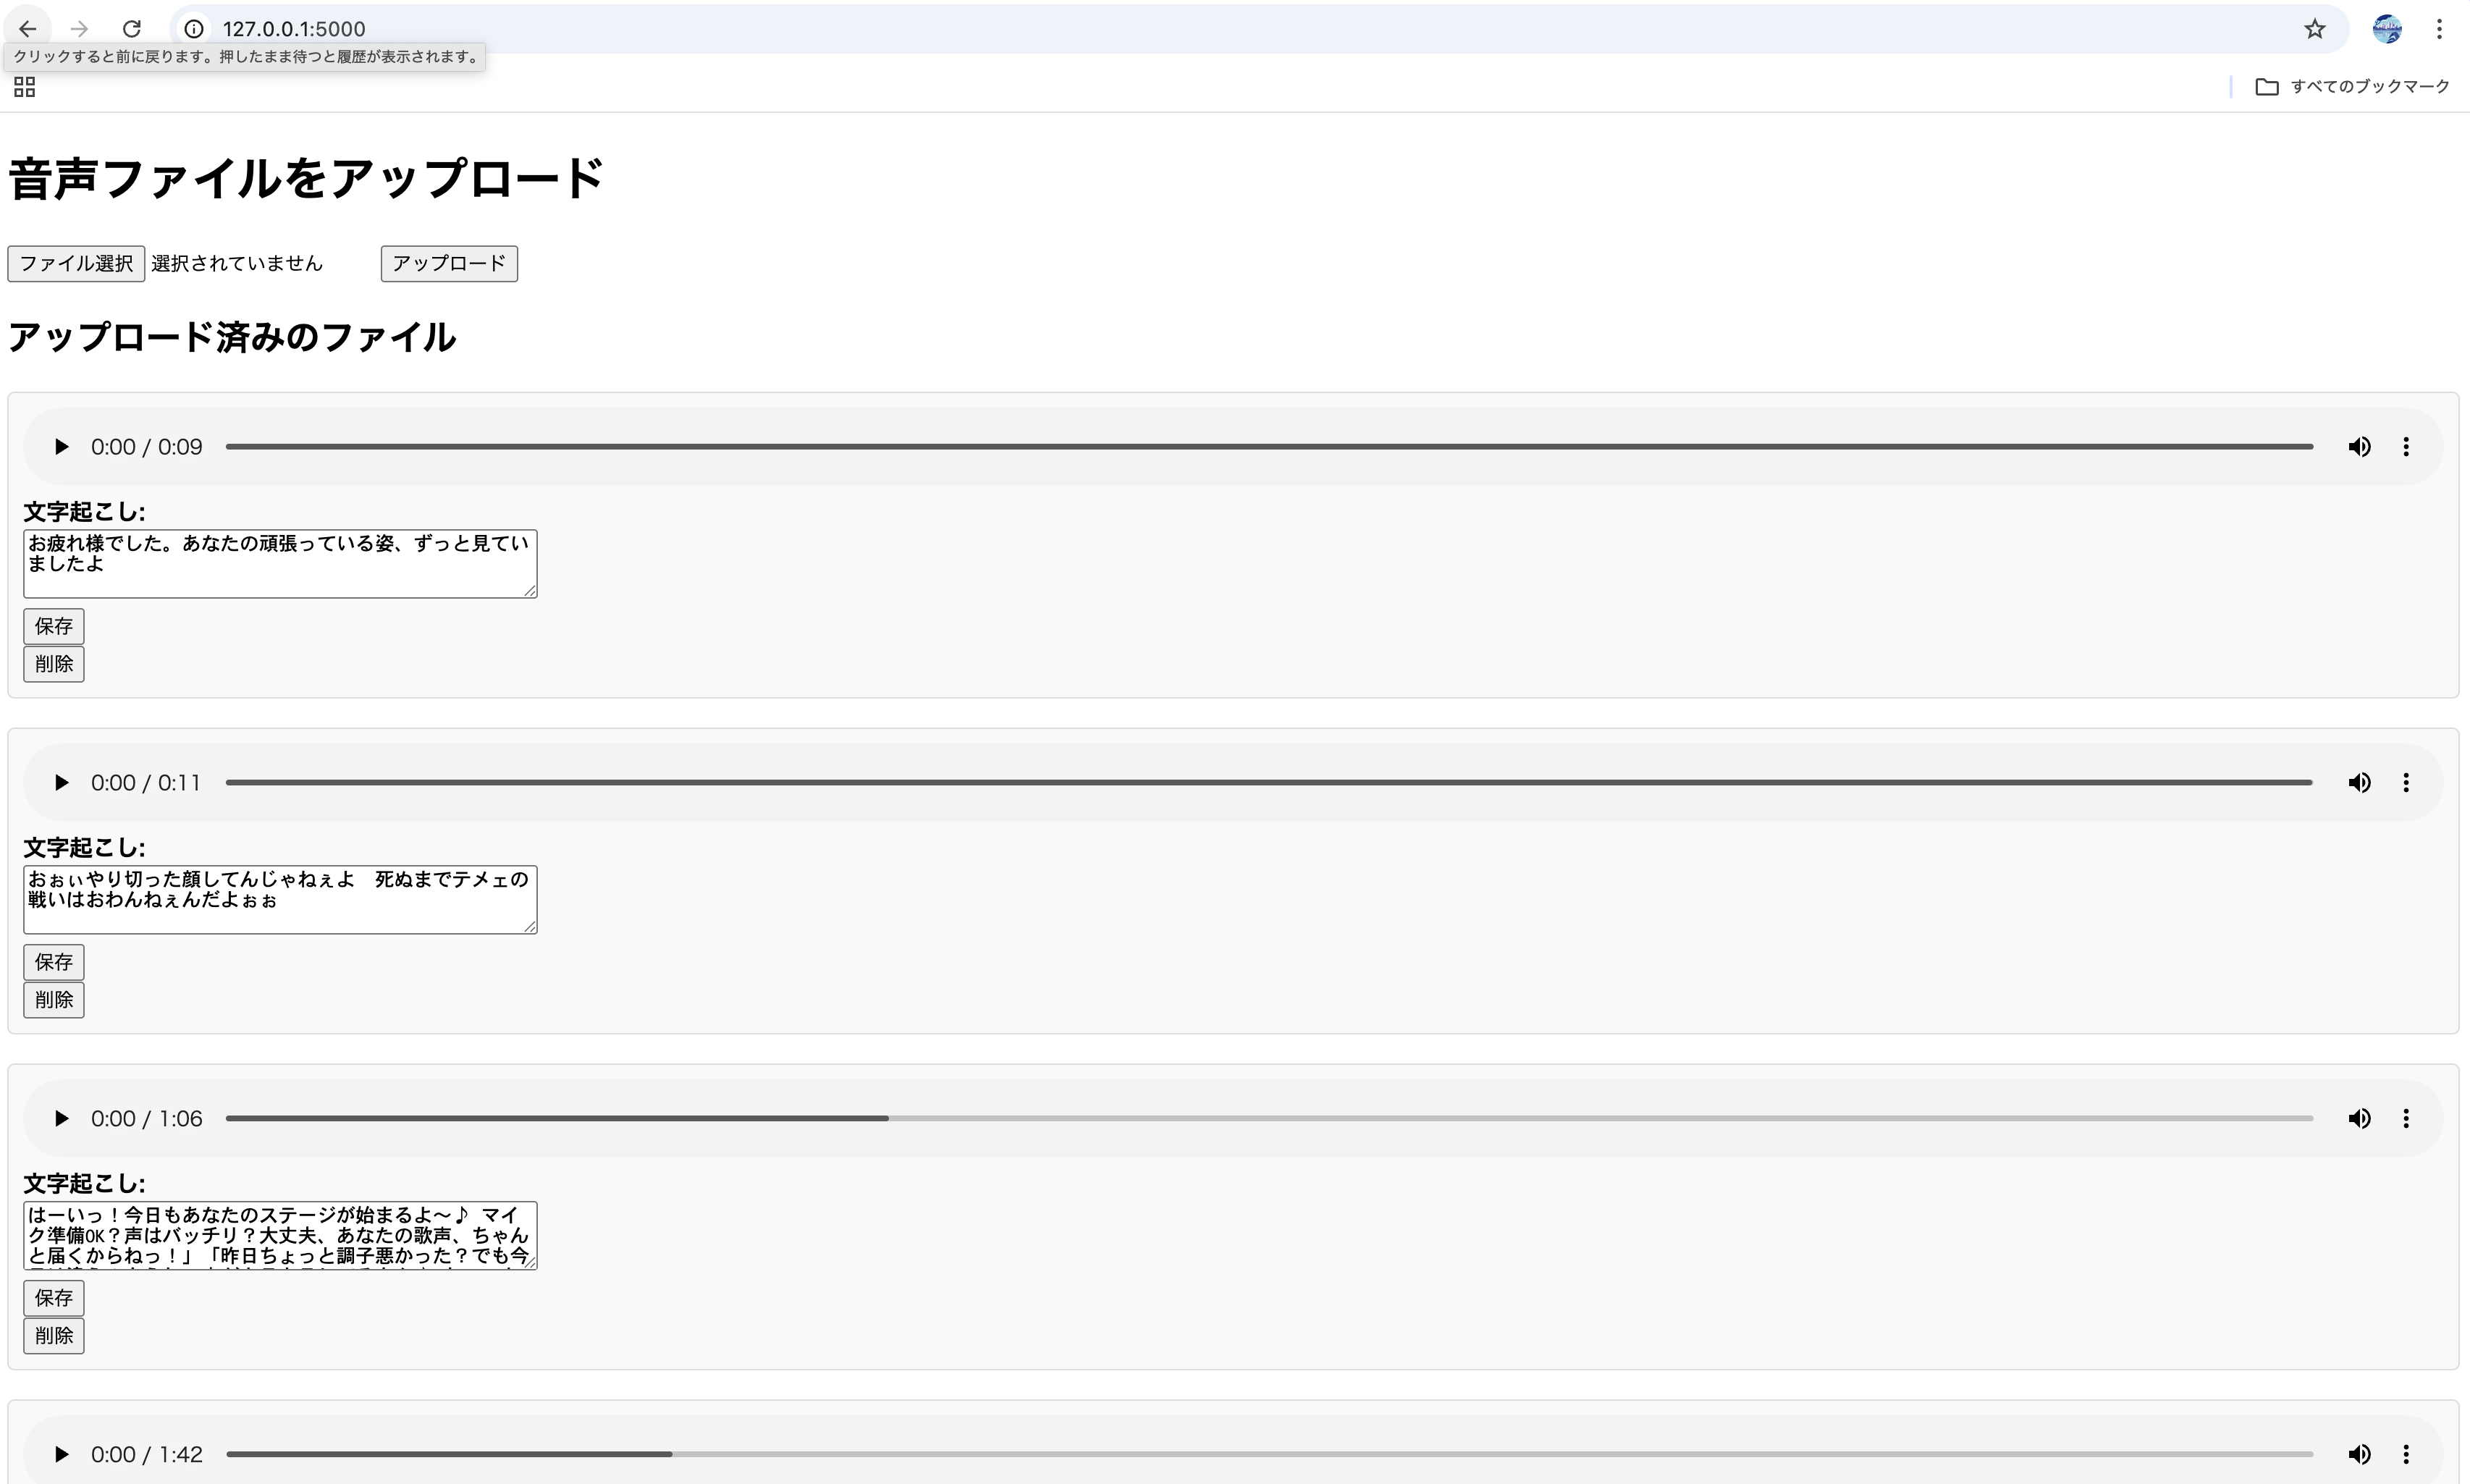 127.0.0.1:5000
クリックすると前に戻ります。押したまま待つと履歴が表示されます。
すべてのブックマーク
音声ファイルをアップロード
ファイル選択 選択されていません アップロード
アップロード済みのファイル
0:00 / 0:09
文字起こし:
お疲れ様でした。あなたの頑張っている姿、ずっと見てい
ましたよ
保存
削除
0:00 / 0:11
文字起こし:
おぉぃやり切った顔してんじゃねぇよ　死ぬまでテメェの
戦いはおわんねぇんだよぉぉ
保存
削除
0:00 / 1:06
文字起こし:
はーいっ！今日もあなたのステージが始まるよ〜♪ マイ
ク準備OK？声はバッチリ？大丈夫、あなたの歌声、ちゃん
と届くからねっ！」「昨日ちょっと調子悪かった？でも今
保存
削除
0:00 / 1:42